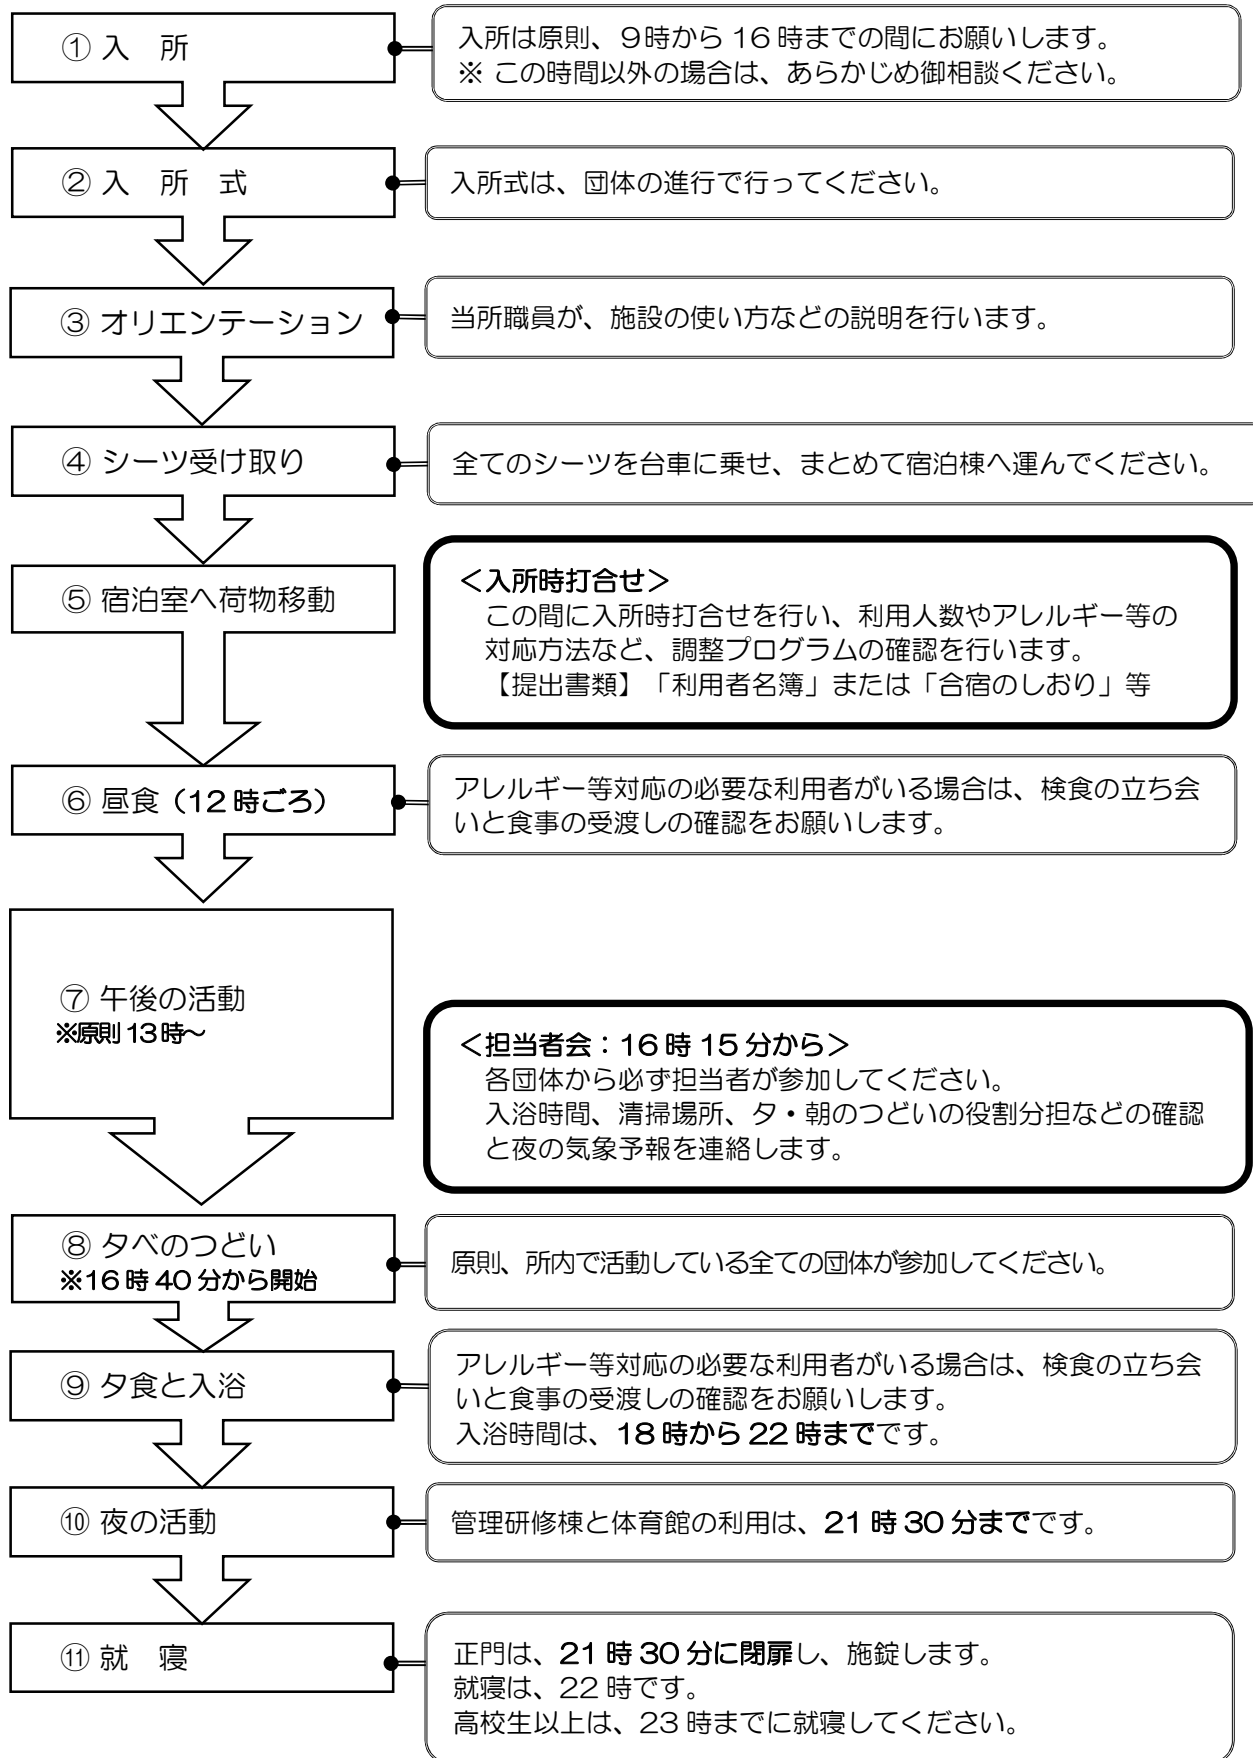 ① 入　所
入所は原則、９時から 16 時までの間にお願いします。
※ この時間以外の場合は、あらかじめ御相談ください。
② 入　所　式
入所式は、団体の進行で行ってください。
③ オリエンテーション
当所職員が、施設の使い方などの説明を行います。
④ シーツ受け取り
全てのシーツを台車に乗せ、まとめて宿泊棟へ運んでください。
⑤ 宿泊室へ荷物移動
＜入所時打合せ＞
この間に入所時打合せを行い、利用人数やアレルギー等の
対応方法など、調整プログラムの確認を行います。
【提出書類】「利用者名簿」または「合宿のしおり」等
⑥ 昼食（12 時ごろ）
アレルギー等対応の必要な利用者がいる場合は、検食の立ち会
いと食事の受渡しの確認をお願いします。
⑦ 午後の活動
※原則 13 時～
＜担当者会：16 時 15 分から＞
各団体から必ず担当者が参加してください。
入浴時間、清掃場所、夕・朝のつどいの役割分担などの確認
と夜の気象予報を連絡します。
⑧ 夕べのつどい
※16 時 40 分から開始
原則、所内で活動している全ての団体が参加してください。
⑨ 夕食と入浴
アレルギー等対応の必要な利用者がいる場合は、検食の立ち会
いと食事の受渡しの確認をお願いします。
入浴時間は、18 時から 22 時までです。
⑩ 夜の活動
管理研修棟と体育館の利用は、21 時 30 分までです。
⑪ 就　寝
正門は、21 時 30 分に閉扉し、施錠します。
就寝は、22 時です。
高校生以上は、23 時までに就寝してください。